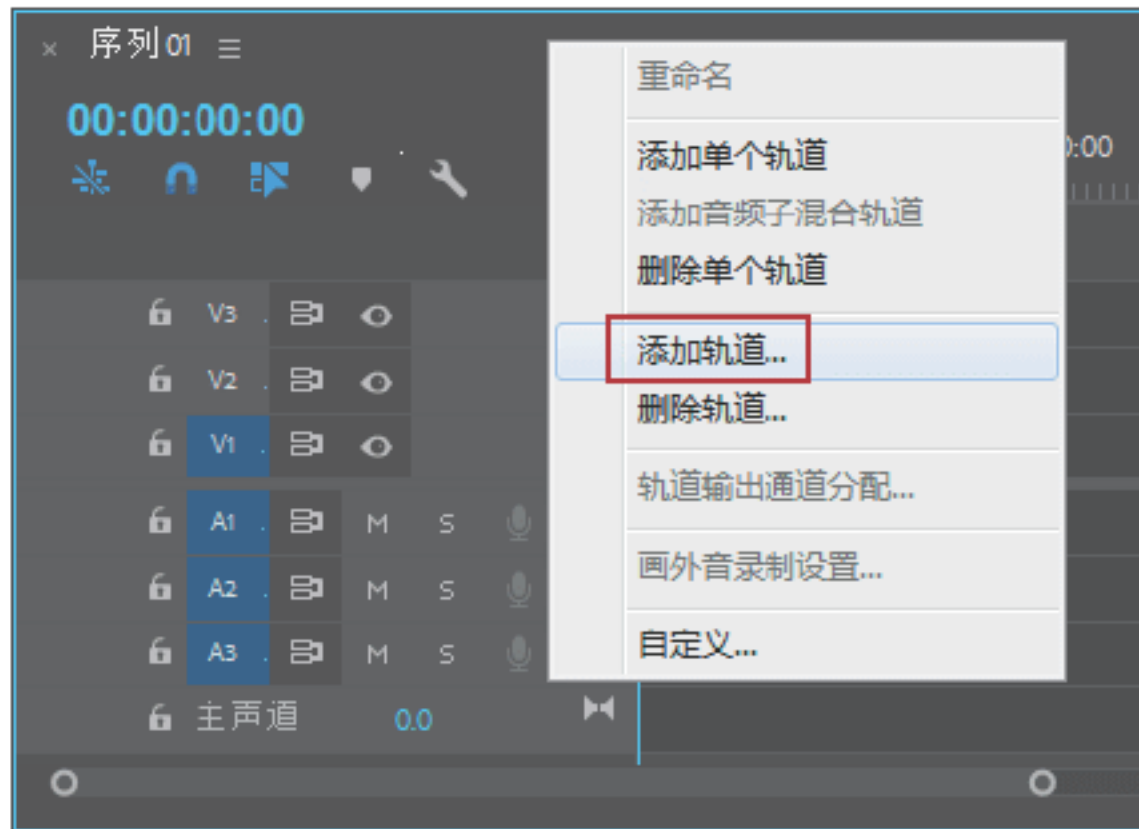 × 序列 01
00:00:00:00
重命名
添加单个轨道
:00
添加音频子混合轨道
删除单个轨道
V3
添加轨道...
V2
删除轨道...
V1
轨道输出通道分配...
A1 M S
画外音录制设置...
A2 M S
自定义...
A3 M S
主声道 0.0